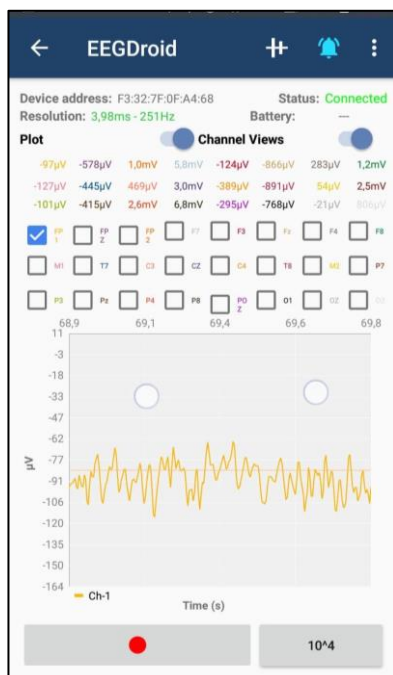 EEGDroid
Device address: F3:32:7F:0F:A4:68 Status: Connected
Resolution: 3,98ms - 251Hz Battery: ---
Plot Channel Views
-97µV -578µV 1,0mV 5,8mV -124µV -866µV 283µV 1,2mV
-127µV -445µV 469µV 3,0mV -389µV -891µV 54µV 2,5mV
-101µV -415µV 2,6mV 6,8mV -295µV -768µV -21µV 806µV
FP1 FPZ FP2 F7 F3 Fz F4 F8
M1 T7 C3 CZ C4 T8 M2 P7
P3 Pz P4 P8 POZ O1 OZ
68,9 69,1 69,4 69,6 69,8
11
-3
-18
-33
-47
-62
-77
-91
-106
-120
-135
-150
-164
µV
Ch-1
Time (s)
10^4